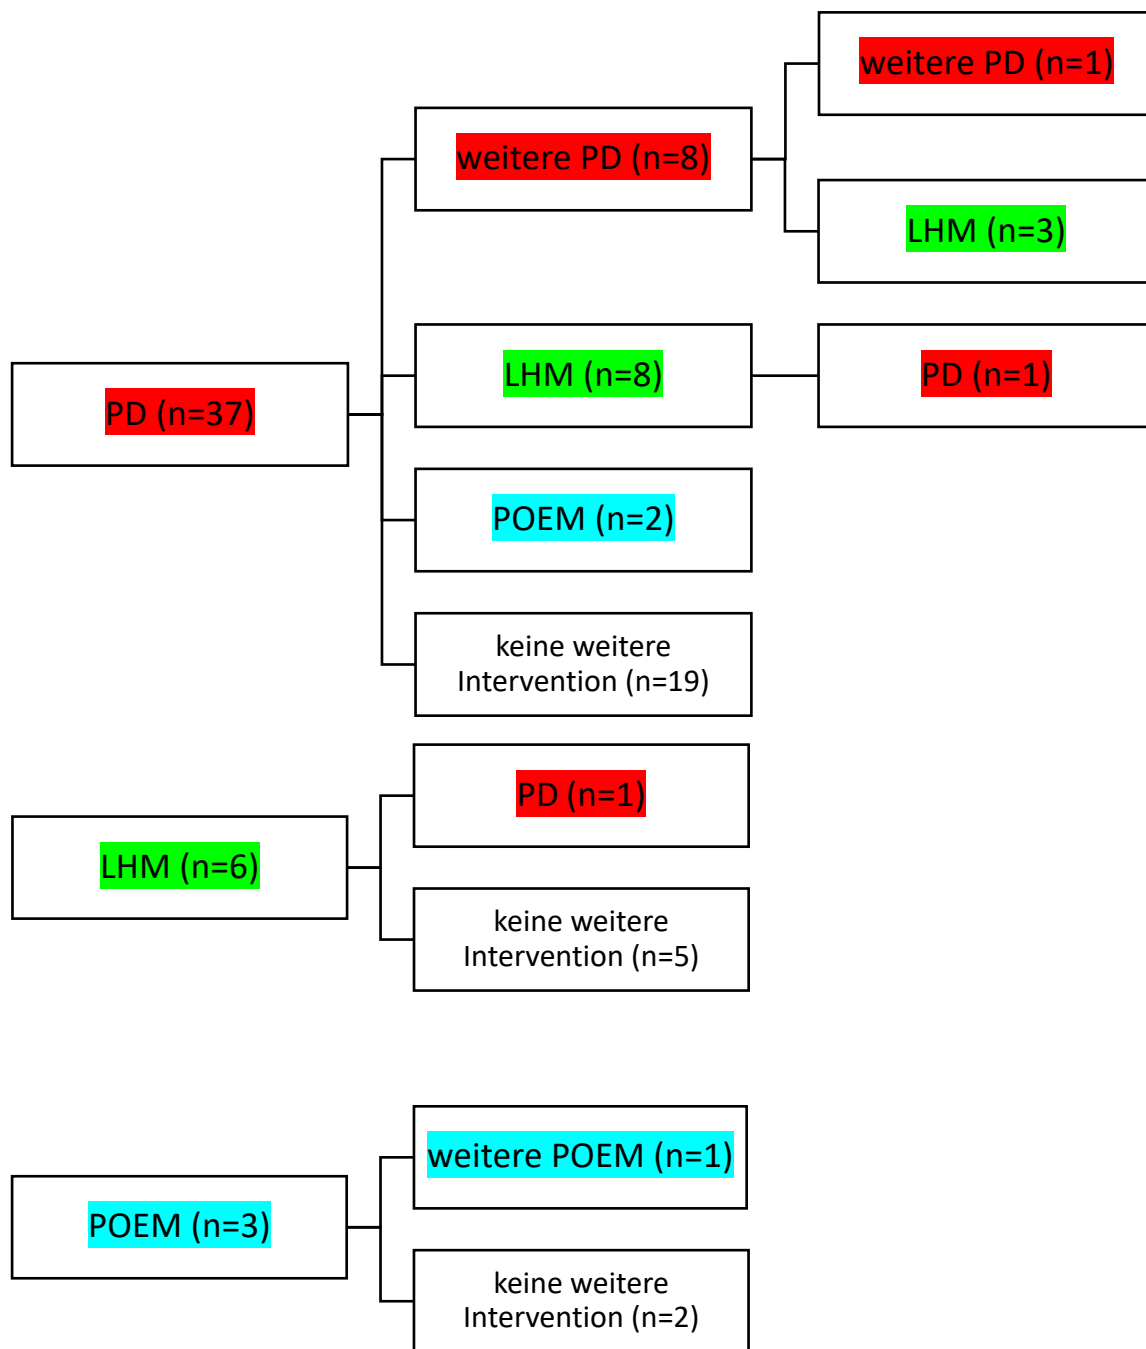 weitere PD (n=1)
weitere PD (n=8)
LHM (n=3)
LHM (n=8)
PD (n=1)
PD (n=37)
POEM (n=2)
keine weitere
Intervention (n=19)
PD (n=1)
LHM (n=6)
keine weitere
Intervention (n=5)
weitere POEM (n=1)
POEM (n=3)
keine weitere
Intervention (n=2)